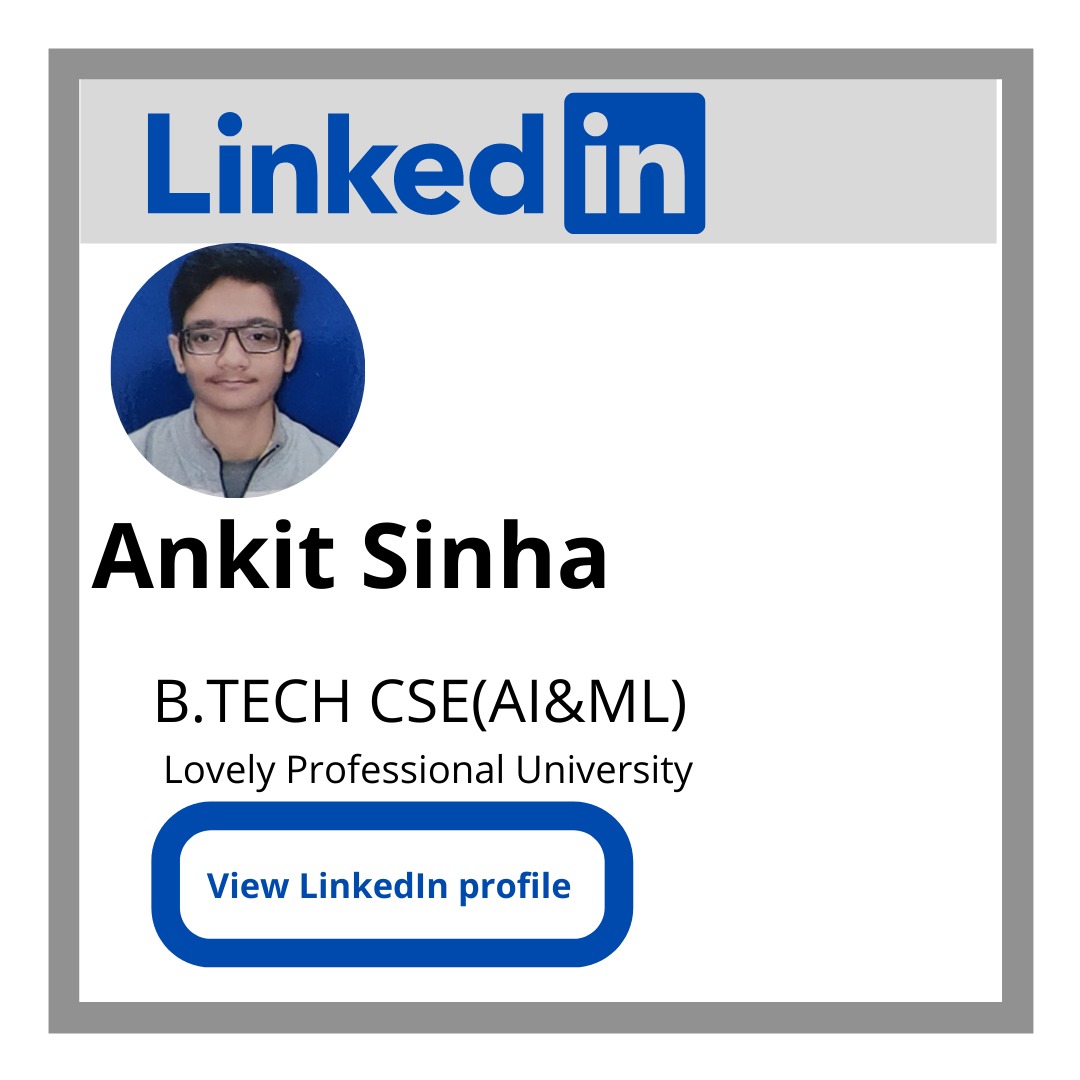 Linkedin
Ankit Sinha
B.TECH CSE(AI&ML)
Lovely Professional University
View LinkedIn profile